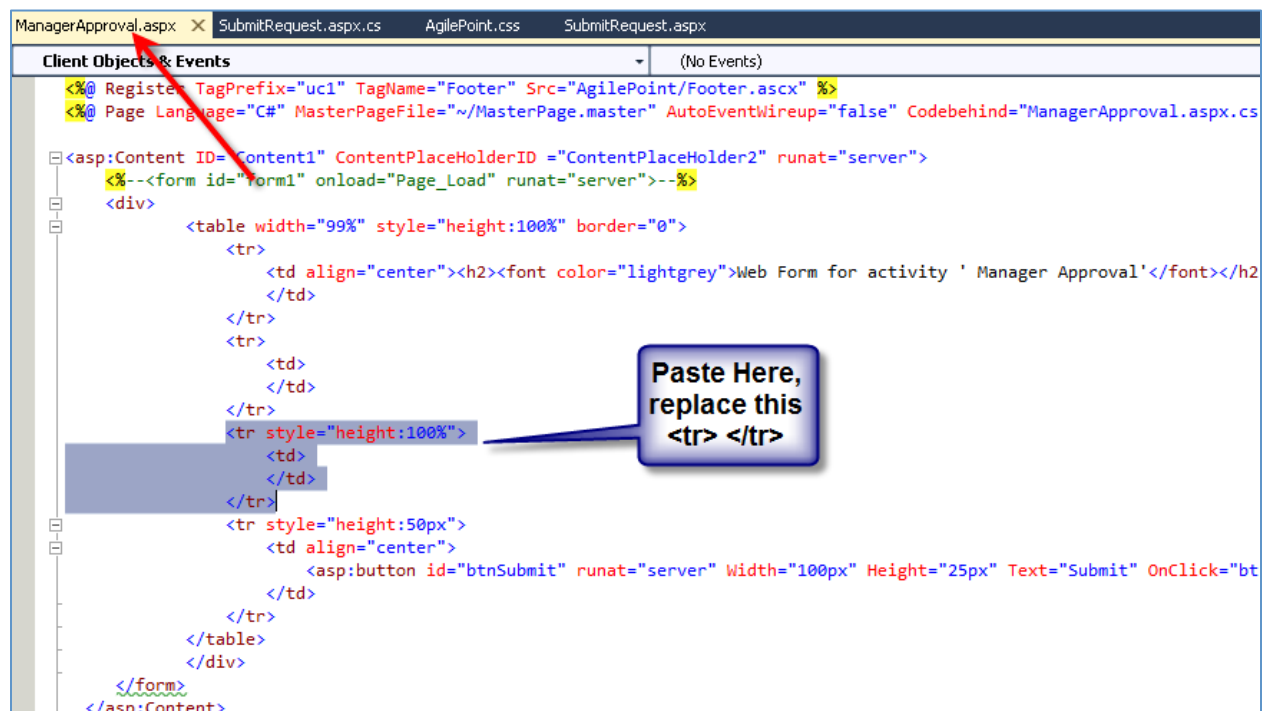 ManagerApproval.aspx SubmitRequest.aspx.cs AgilePoint.css SubmitRequest.aspx
Client Objects & Events (No Events)
<%@ Register TagPrefix="uc1" TagName="Footer" Src="AgilePoint/Footer.ascx" %>
<%@ Page Language="C#" MasterPageFile="~/MasterPage.master" AutoEventWireup="false" Codebehind="ManagerApproval.aspx.cs
<asp:Content ID="Content1" ContentPlaceHolderID ="ContentPlaceHolder2" runat="server">
<%--<form id="form1" onload="Page_Load" runat="server">--%>
<div>
<table width="99%" style="height:100%" border="0">
<tr>
<td align="center"><h2><font color="lightgrey">Web Form for activity ' Manager Approval'</font></h2
</td>
</tr>
<tr>
<td>
</td>
</tr>
<tr style="height:100%">
<td>
</td>
</tr>
Paste Here,
replace this
<tr> </tr>
<tr style="height:50px">
<td align="center">
<asp:button id="btnSubmit" runat="server" Width="100px" Height="25px" Text="Submit" OnClick="bt
</td>
</tr>
</table>
</div>
</form>
</asp:Content>